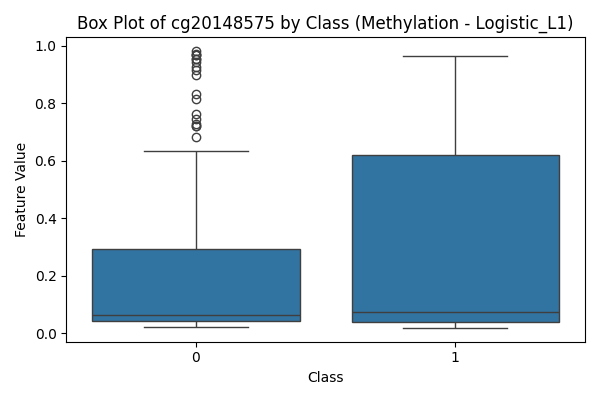 Box Plot of cg20148575 by Class (Methylation - Logistic_L1)
1.0
0.8
0.6
0.4
0.2
0.0
Feature Value
0
1
Class